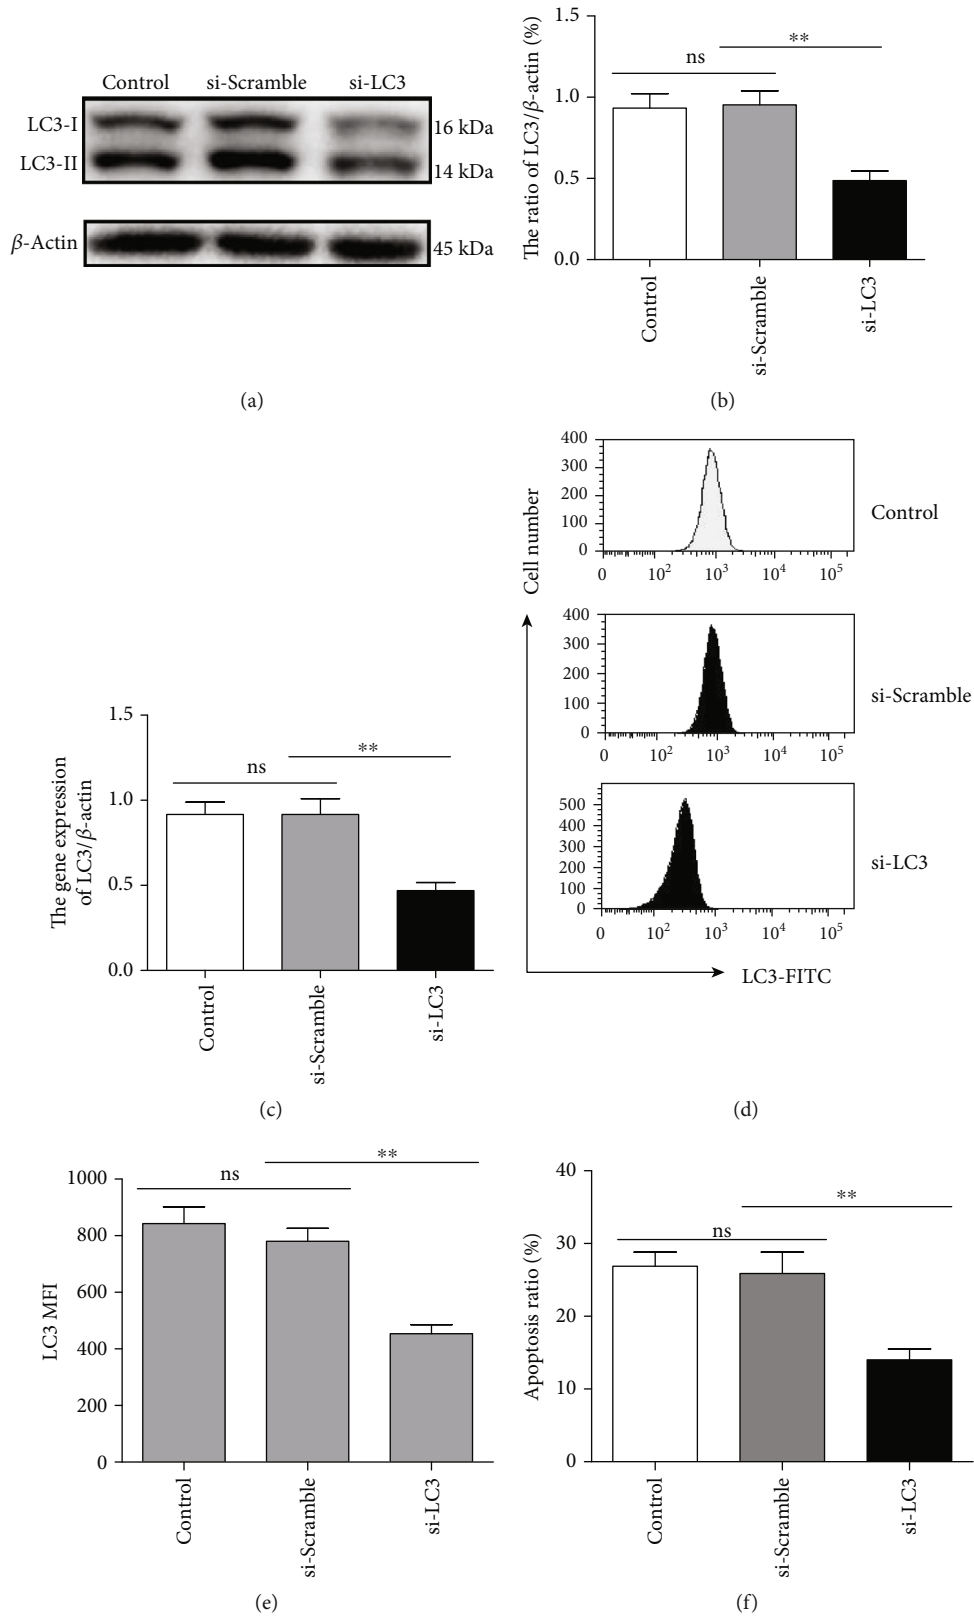 Control si-Scramble si-LC3
LC3-I
16 kDa
LC3-II
14 kDa
β-Actin
45 kDa
(a)
The ratio of LC3/β-actin (%)
1.5
1.0
0.5
0.0
ns
**
Control
si-Scramble
si-LC3
(b)
The gene expression
of LC3/β-actin
1.5
1.0
0.5
0.0
ns
**
Control
si-Scramble
si-LC3
(c)
Cell number
400
300
200
100
0
0 10² 10³ 10⁴ 10⁵
Control
400
300
200
100
0
0 10² 10³ 10⁴ 10⁵
si-Scramble
500
400
300
200
100
0
0 10² 10³ 10⁴ 10⁵
si-LC3
LC3-FITC
(d)
LC3 MFI
1000
800
600
400
200
0
ns
**
Control
si-Scramble
si-LC3
(e)
Apoptosis ratio (%)
40
30
20
10
0
ns
**
Control
si-Scramble
si-LC3
(f)